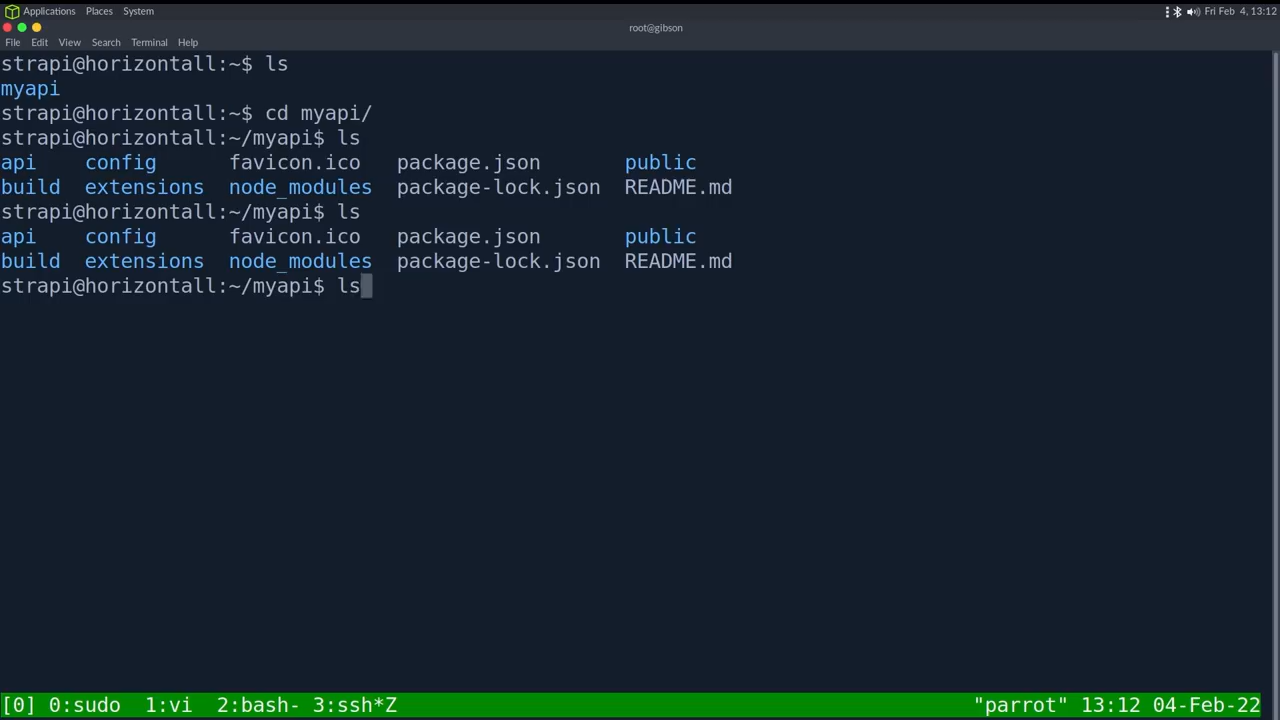 Applications Places System Fri Feb 4, 13:12
root@gibson
File Edit View Search Terminal Help
strapi@horizontall:~$ ls
myapi
strapi@horizontall:~$ cd myapi/
strapi@horizontall:~/myapi$ ls
api config favicon.ico package.json public
build extensions node_modules package-lock.json README.md
strapi@horizontall:~/myapi$ ls
api config favicon.ico package.json public
build extensions node_modules package-lock.json README.md
strapi@horizontall:~/myapi$ ls
[0] 0:sudo 1:vi 2:bash- 3:ssh*Z "parrot" 13:12 04-Feb-22